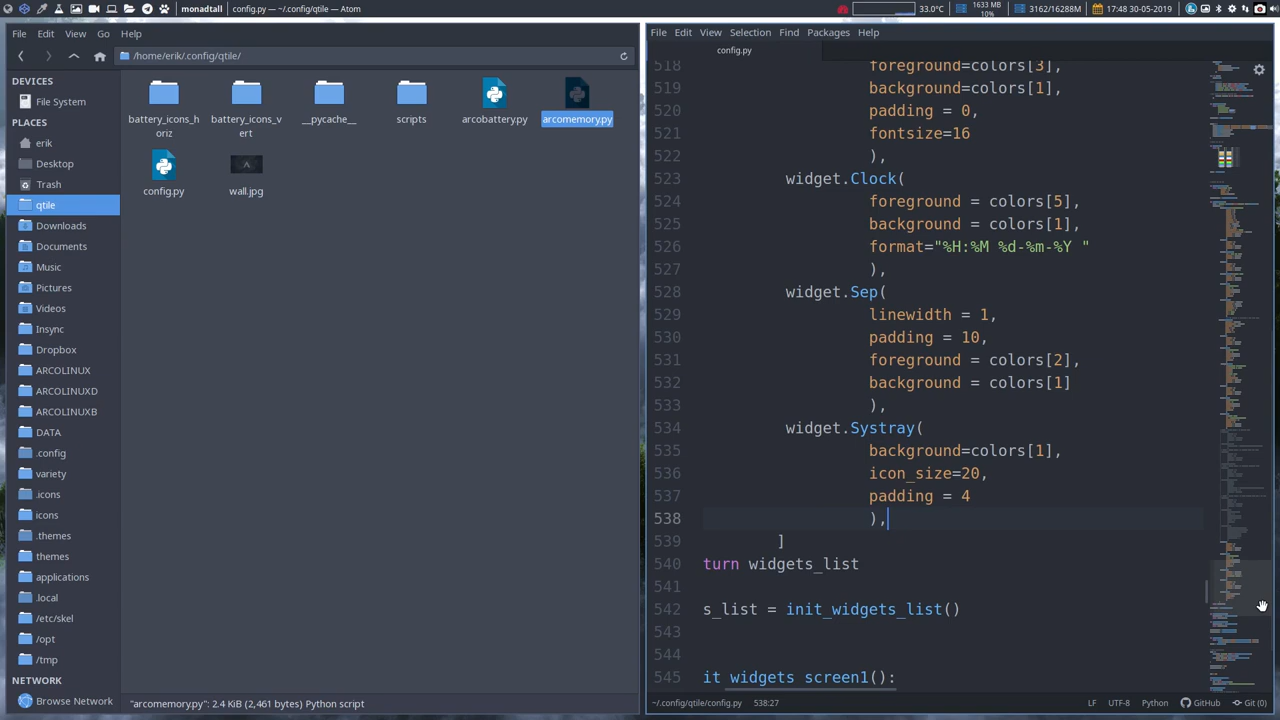 monadtall config.py — ~/.config/qtile — Atom 33.0°C 1633 MB 10% 3162/16288M 17:48 30-05-2019
File Edit View Go Help
/home/erik/.config/qtile/
DEVICES
File System
PLACES
erik
Desktop
Trash
qtile
Downloads
Documents
Music
Pictures
Videos
Insync
Dropbox
ARCOLINUX
ARCOLINUXD
ARCOLINUXB
DATA
.config
variety
.icons
icons
.themes
themes
applications
.local
/etc/skel
/opt
/tmp
NETWORK
Browse Network
battery_icons_h
oriz
battery_icons_v
ert
__pycache__
scripts
arcobattery.py
arcomemory.py
config.py
wall.jpg
"arcomemory.py": 2.4 KiB (2,461 bytes) Python script
File Edit View Selection Find Packages Help
config.py
518 foreground=colors[3],
519 background=colors[1],
520 padding = 0,
521 fontsize=16
522 ),
523 widget.Clock(
524 foreground = colors[5],
525 background = colors[1],
526 format="%H:%M %d-%m-%Y "
527 ),
528 widget.Sep(
529 linewidth = 1,
530 padding = 10,
531 foreground = colors[2],
532 background = colors[1]
533 ),
534 widget.Systray(
535 background=colors[1],
536 icon_size=20,
537 padding = 4
538 ),
539 ]
540 turn widgets_list
541
542 s_list = init_widgets_list()
543
544
545 it_widgets_screen1():
~/.config/qtile/config.py 538:27 LF UTF-8 Python GitHub Git (0)